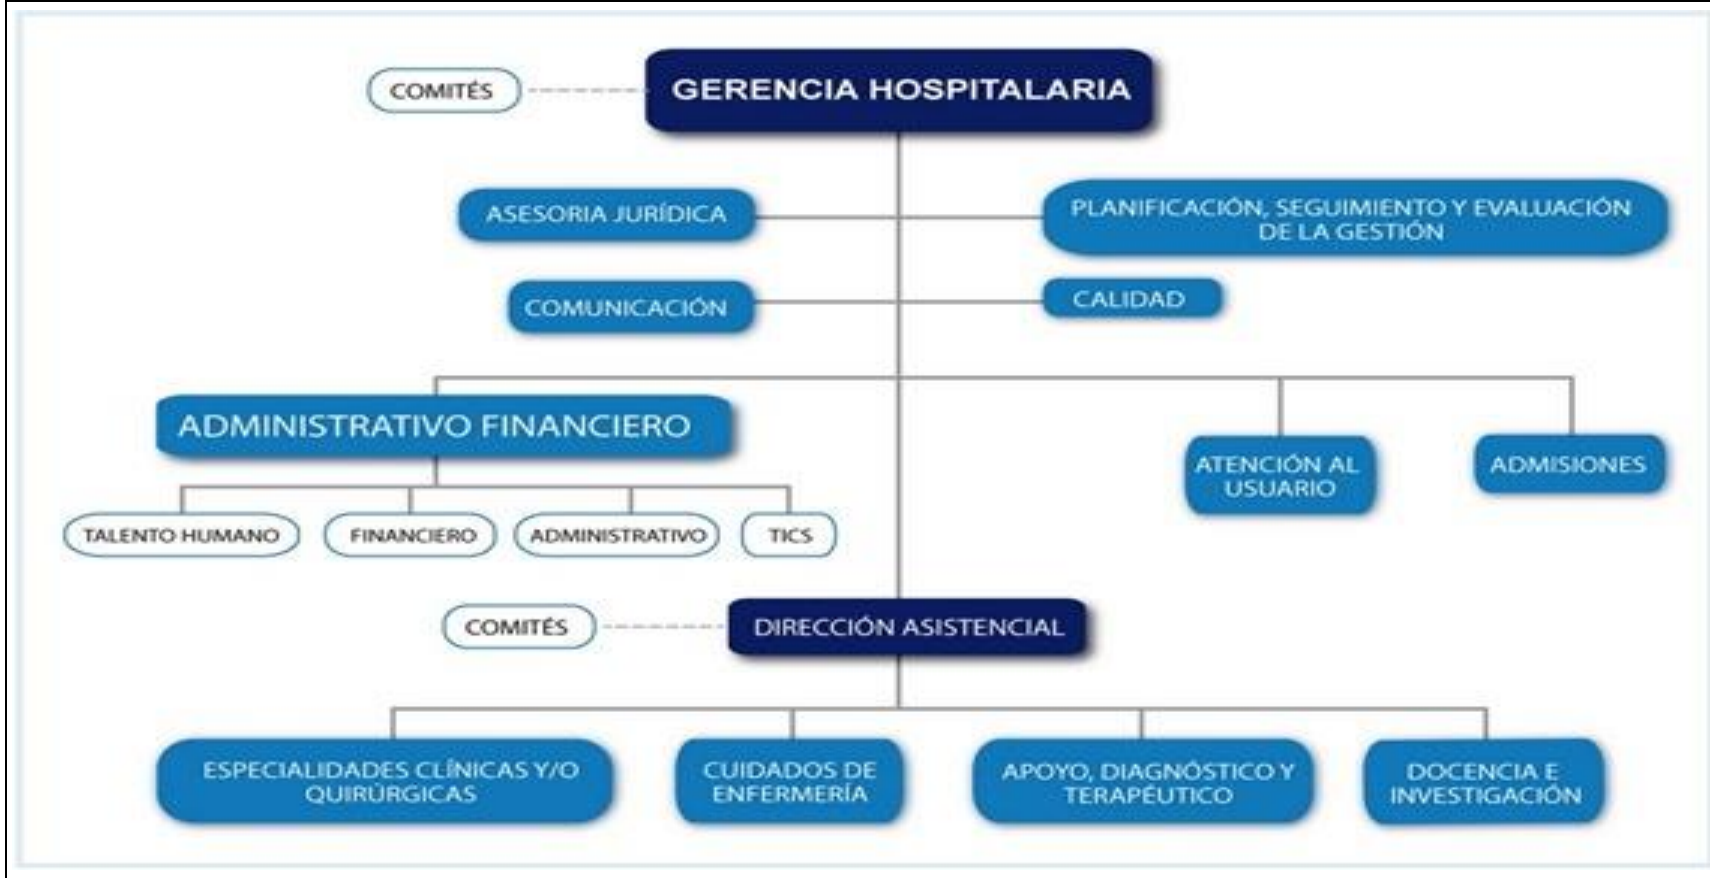 COMITÉS
GERENCIA HOSPITALARIA
ASESORIA JURÍDICA
PLANIFICACIÓN, SEGUIMIENTO Y EVALUACIÓN
DE LA GESTIÓN
COMUNICACIÓN
CALIDAD
ADMINISTRATIVO FINANCIERO
ATENCIÓN AL
USUARIO
ADMISIONES
TALENTO HUMANO
FINANCIERO
ADMINISTRATIVO
TICS
COMITÉS
DIRECCIÓN ASISTENCIAL
ESPECIALIDADES CLÍNICAS Y/O
QUIRÚRGICAS
CUIDADOS DE
ENFERMERÍA
APOYO, DIAGNÓSTICO Y
TERAPÉUTICO
DOCENCIA E
INVESTIGACIÓN